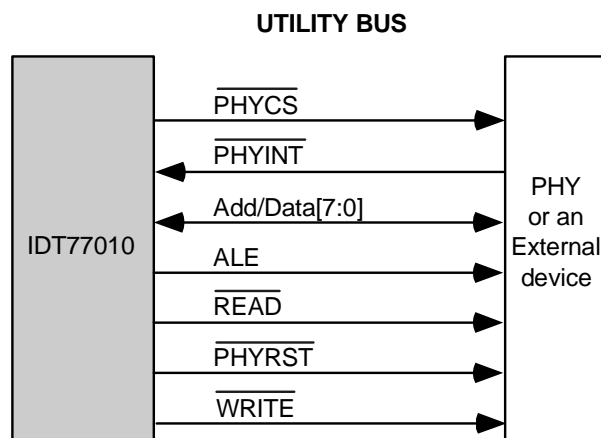 UTILITY BUS
PHYCS
PHYINT
Add/Data[7:0]
IDT77010
ALE
READ
PHYRST
WRITE
PHY
or an
External
device